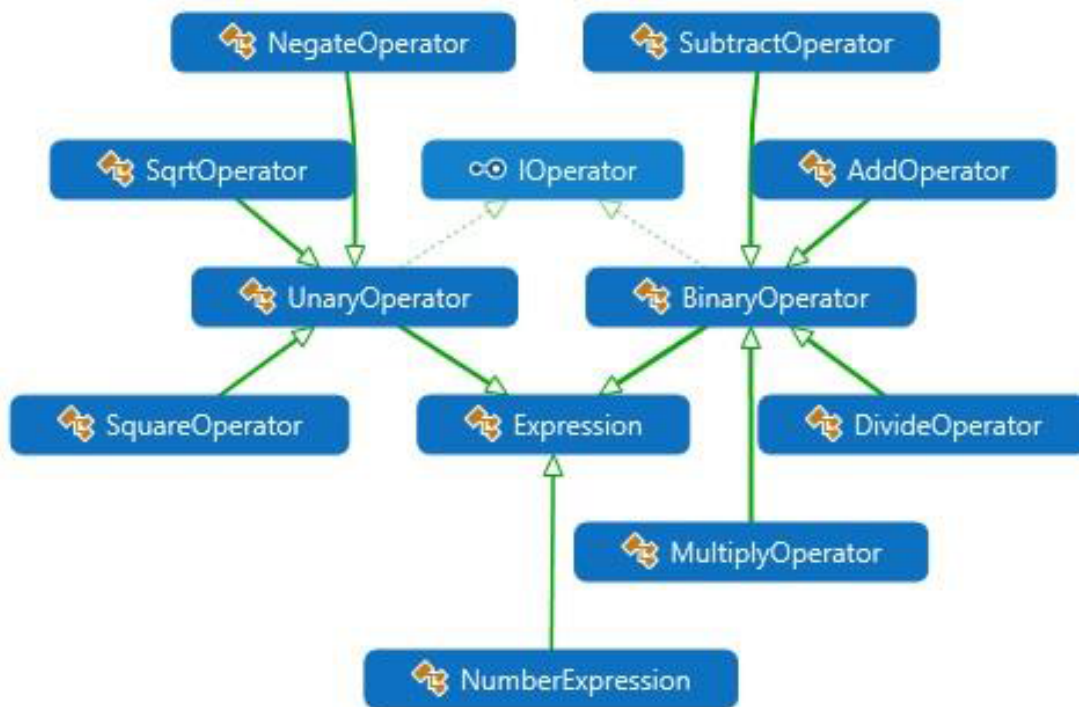 NegateOperator
SubtractOperator
SqrtOperator
IOperator
AddOperator
UnaryOperator
BinaryOperator
SquareOperator
Expression
DivideOperator
MultiplyOperator
NumberExpression